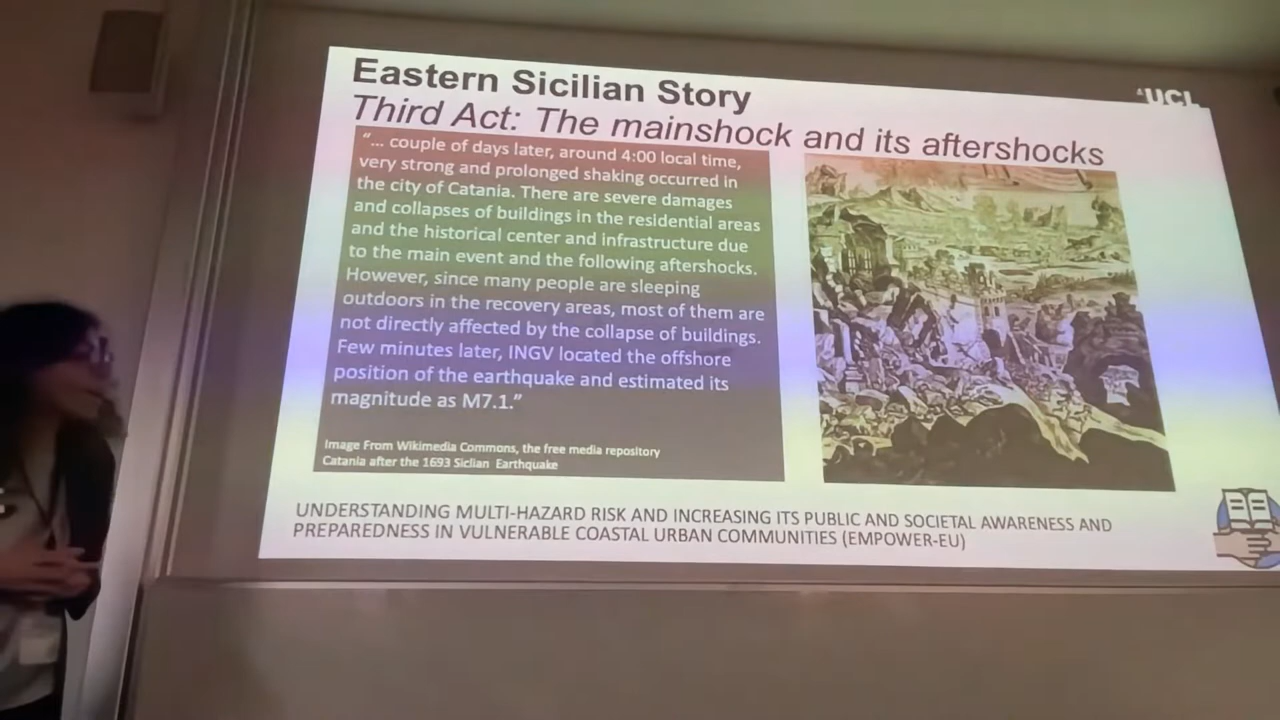 Eastern Sicilian Story
UCL
Third Act: The mainshock and its aftershocks
“... couple of days later, around 4:00 local time,
very strong and prolonged shaking occurred in
the city of Catania. There are severe damages
and collapses of buildings in the residential areas
and the historical center and infrastructure due
to the main event and the following aftershocks.
However, since many people are sleeping
outdoors in the recovery areas, most of them are
not directly affected by the collapse of buildings.
Few minutes later, INGV located the offshore
position of the earthquake and estimated its
magnitude as M7.1.”
Image From Wikimedia Commons, the free media repository
Catania after the 1693 Siclian Earthquake
UNDERSTANDING MULTI-HAZARD RISK AND INCREASING ITS PUBLIC AND SOCIETAL AWARENESS AND
PREPAREDNESS IN VULNERABLE COASTAL URBAN COMMUNITIES (EMPOWER-EU)